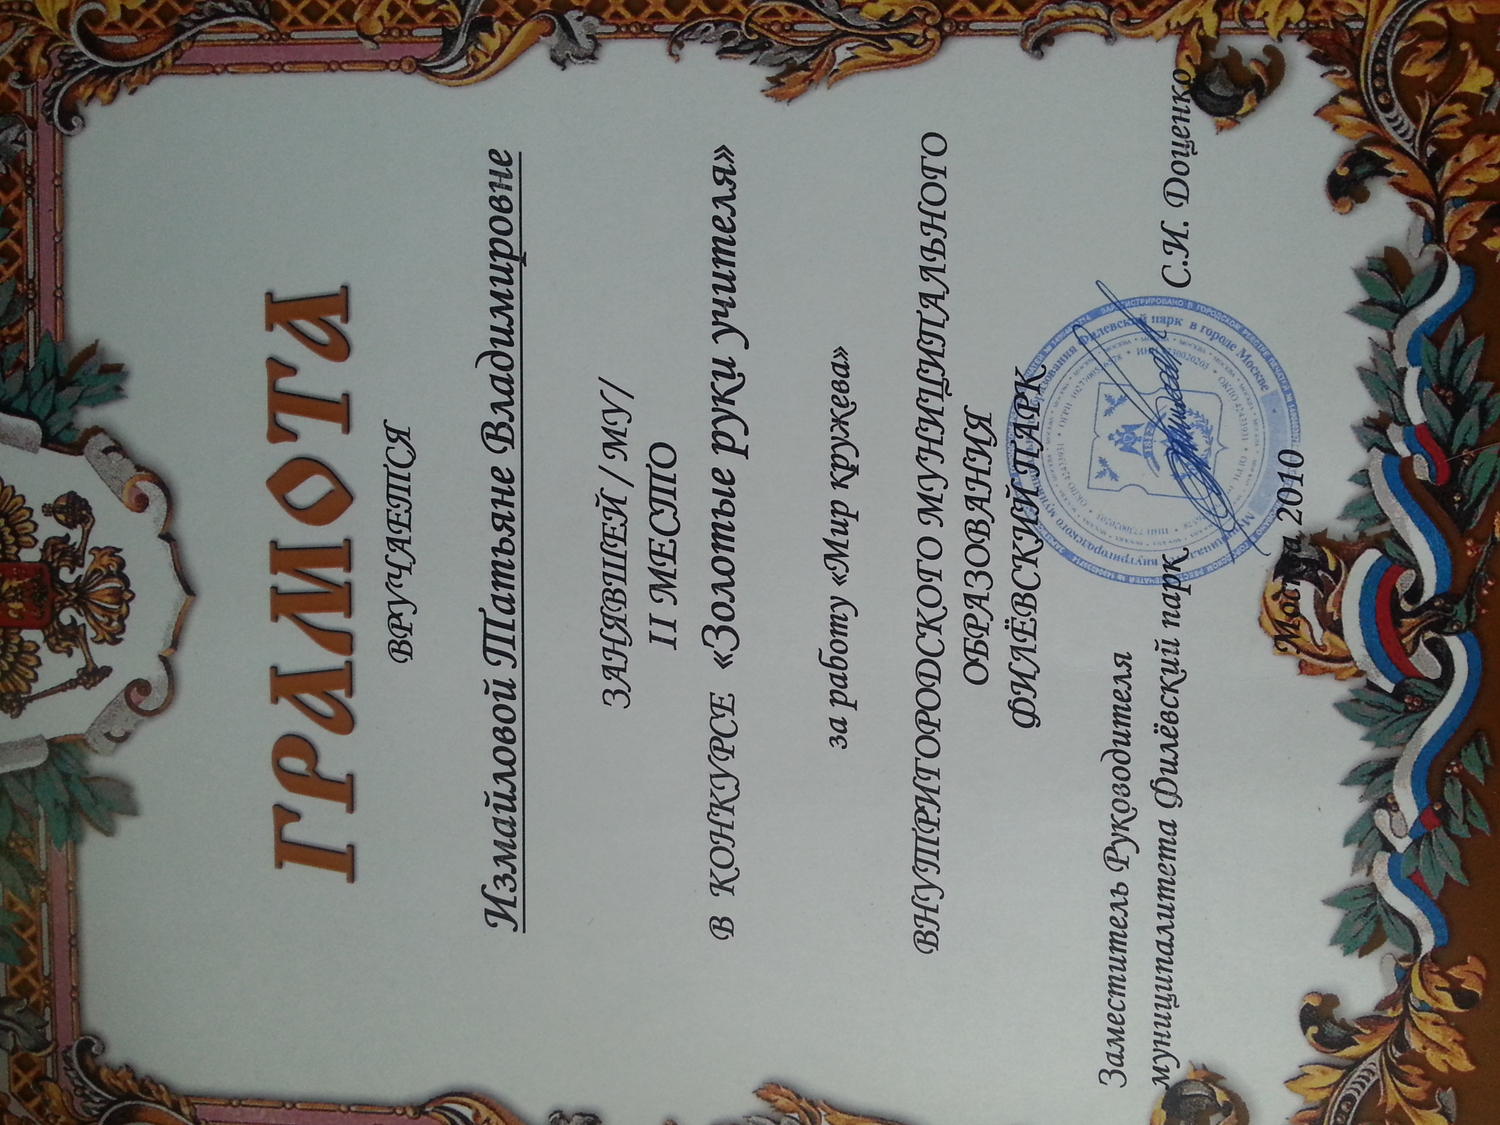 ГРАМОТА
ВРУЧАЕТСЯ
Измайловой Татьяне Владимировне
ЗАНЯВШЕЙ / МУ/
II МЕСТО
В КОНКУРСЕ «Золотые руки учителя»
за работу «Мир кружева»
ВНУТРИГОРОДСКОГО МУНИЦИПАЛЬНОГО
ОБРАЗОВАНИЯ
ФИЛЁВСКИЙ ПАРК
Заместитель Руководителя
муниципалитета Филёвский парк С.И. Доценко
Москва 2010